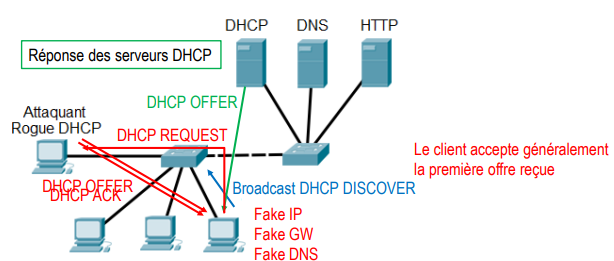 DHCP
DNS
HTTP
Réponse des serveurs DHCP
DHCP OFFER
Attaquant
Rogue DHCP
DHCP REQUEST
Le client accepte généralement
la première offre reçue
DHCP OFFER
DHCP ACK
Broadcast DHCP DISCOVER
Fake IP
Fake GW
Fake DNS